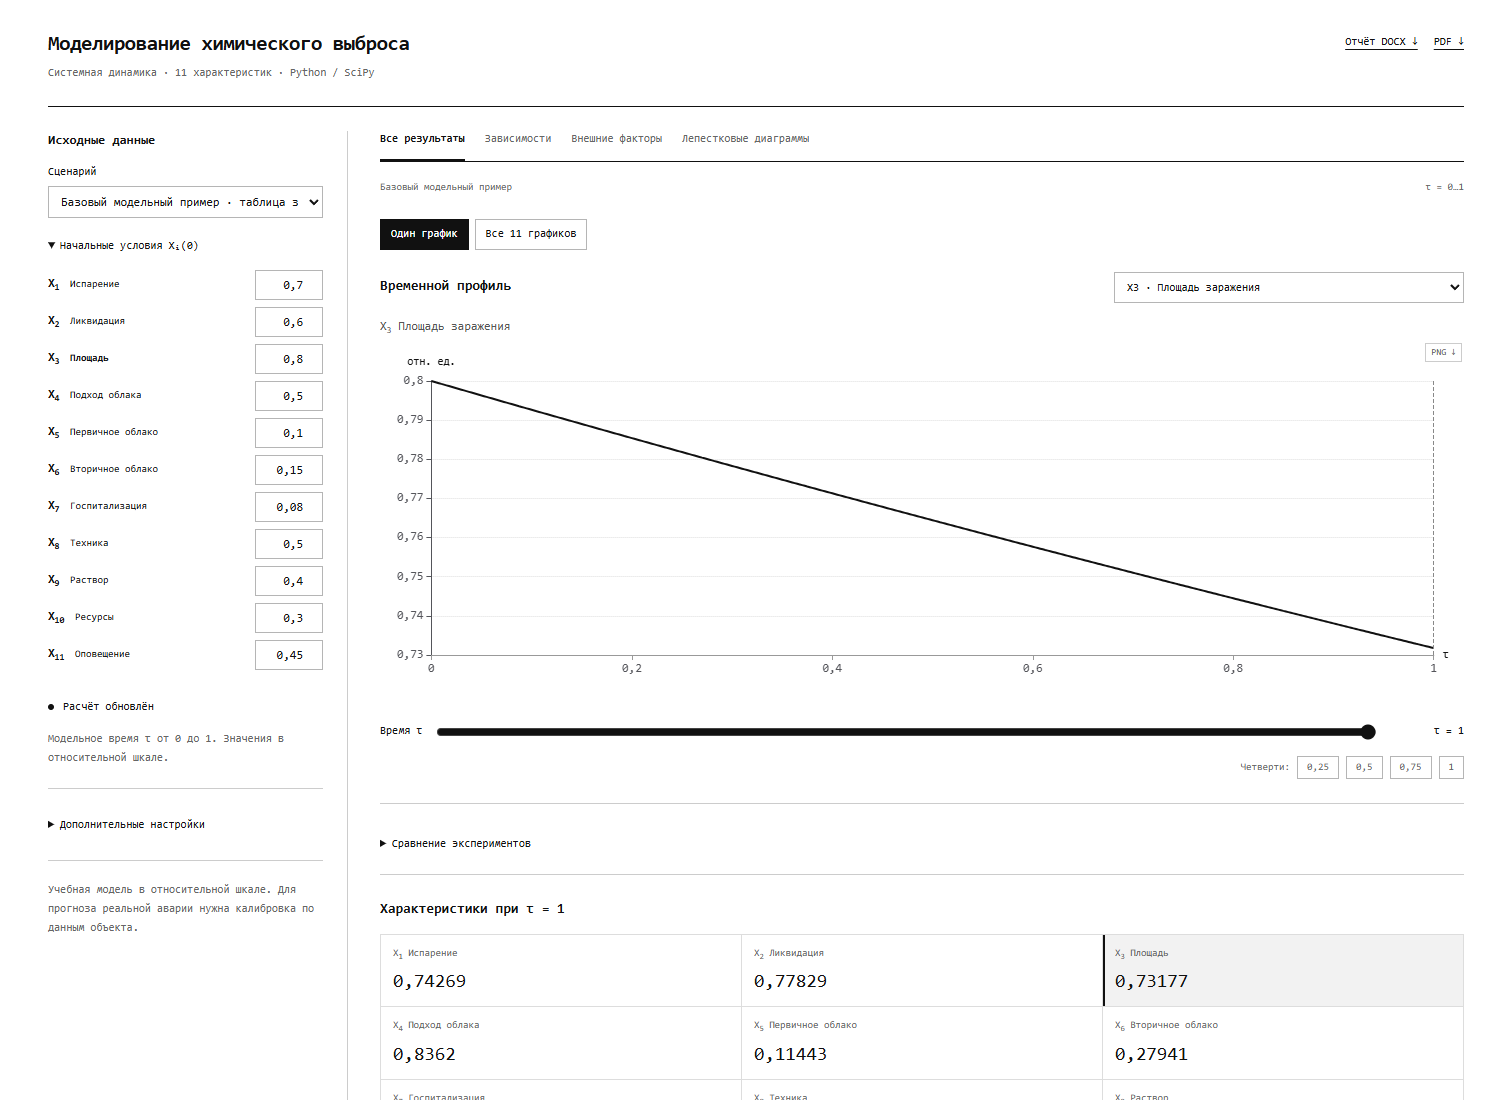 Моделирование химического выброса
Отчёт DOCX ↓ PDF ↓
Системная динамика · 11 характеристик · Python / SciPy
Исходные данные
Сценарий
Базовый модельный пример · таблица з
▼ Начальные условия Xᵢ(0)
X₁ Испарение 0,7
X₂ Ликвидация 0,6
X₃ Площадь 0,8
X₄ Подход облака 0,5
X₅ Первичное облако 0,1
X₆ Вторичное облако 0,15
X₇ Госпитализация 0,08
X₈ Техника 0,5
X₉ Раствор 0,4
X₁₀ Ресурсы 0,3
X₁₁ Оповещение 0,45
● Расчёт обновлён
Модельное время τ от 0 до 1. Значения в
относительной шкале.
▶ Дополнительные настройки
Учебная модель в относительной шкале. Для
прогноза реальной аварии нужна калибровка по
данным объекта.
Все результаты Зависимости Внешние факторы Лепестковые диаграммы
Базовый модельный пример τ = 0…1
Один график Все 11 графиков
Временной профиль X3 · Площадь заражения
X₃ Площадь заражения
PNG ↓
отн. ед.
0,8
0,79
0,78
0,77
0,76
0,75
0,74
0,73
τ
0 0,2 0,4 0,6 0,8 1
Время τ τ = 1
Четверти: 0,25 0,5 0,75 1
▶ Сравнение экспериментов
Характеристики при τ = 1
X₁ Испарение X₂ Ликвидация X₃ Площадь
0,74269 0,77829 0,73177
X₄ Подход облака X₅ Первичное облако X₆ Вторичное облако
0,8362 0,11443 0,27941
X₇ Госпитализация X₈ Техника X₉ Раствор